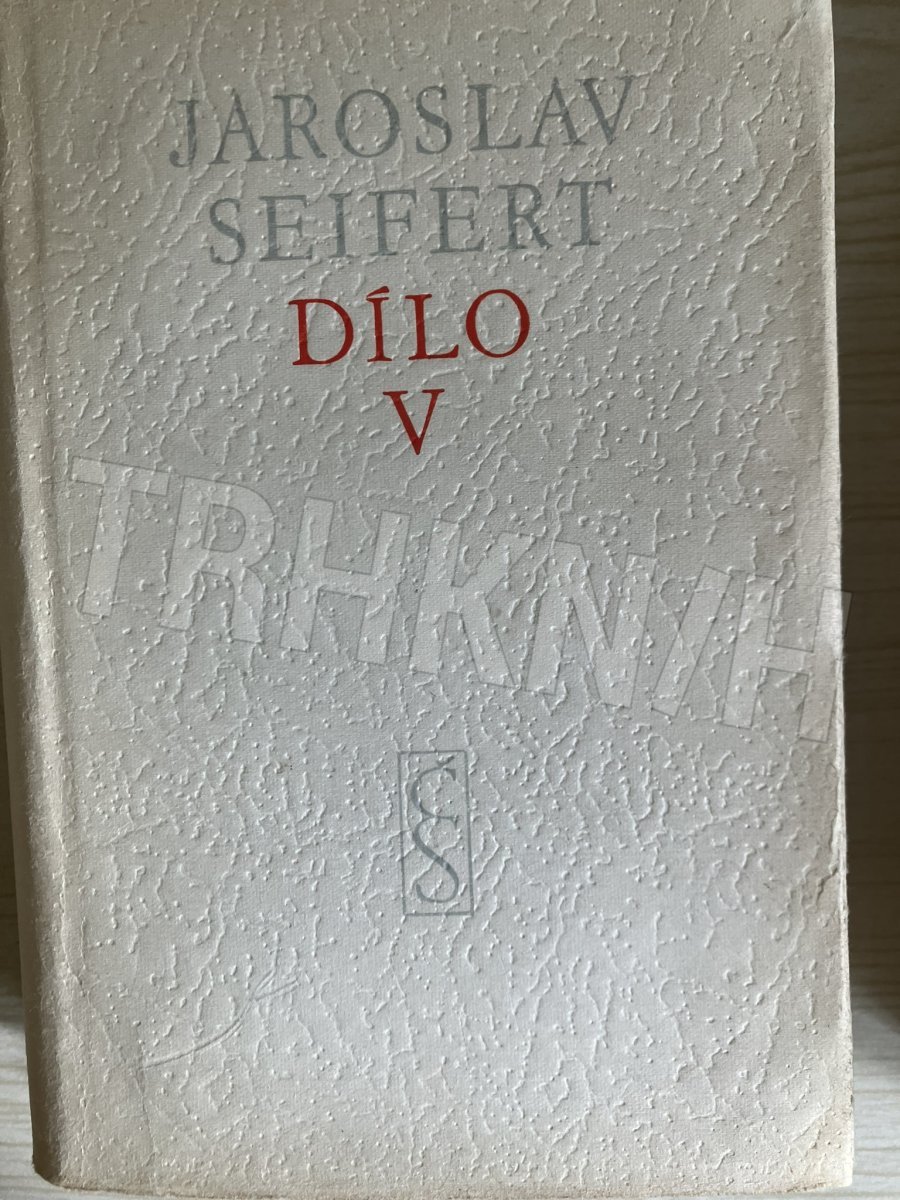 JAROSLAV
SEIFERT
DÍLO
V
TRHKNIH
ČS